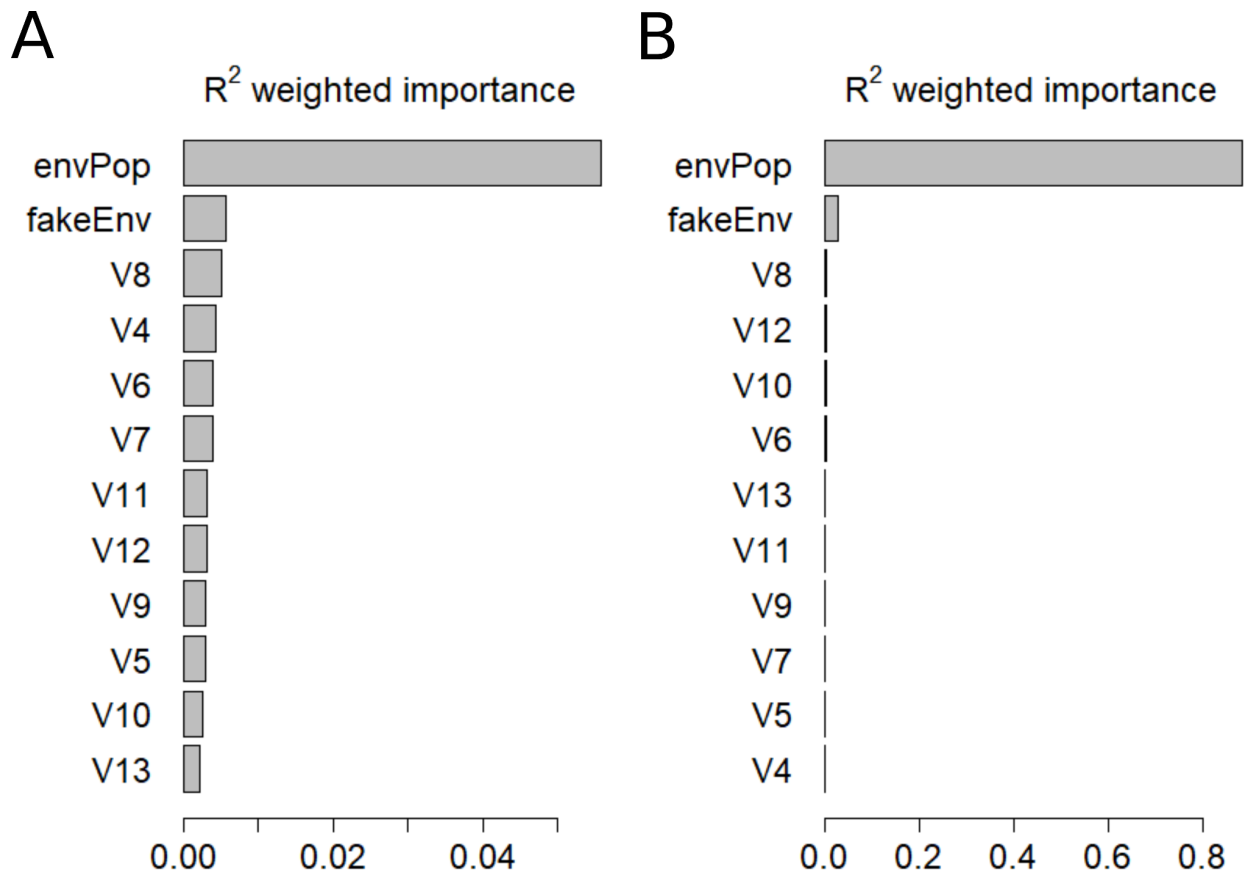 A
R² weighted importance
envPop
fakeEnv
V8
V4
V6
V7
V11
V12
V9
V5
V10
V13
0.00 0.02 0.04
B
R² weighted importance
envPop
fakeEnv
V8
V12
V10
V6
V13
V11
V9
V7
V5
V4
0.0 0.2 0.4 0.6 0.8